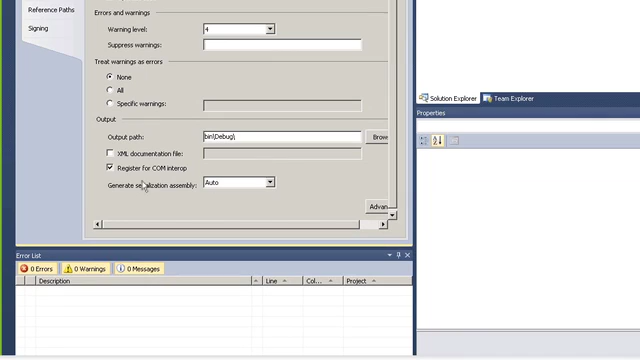 Reference Paths
Signing
Errors and warnings
Warning level:
4
Suppress warnings:
Treat warnings as errors
None
All
Specific warnings:
Output
Output path:
bin\Debug\
Brow
XML documentation file:
Register for COM interop
Generate serialization assembly:
Auto
Advan
Solution Explorer
Team Explorer
Properties
Error List
0 Errors
0 Warnings
0 Messages
Description
Line
Col...
Project